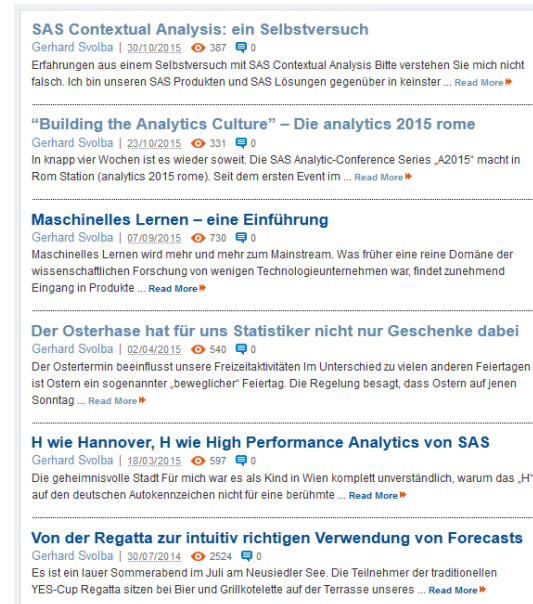 SAS Contextual Analysis: ein Selbstversuch
Gerhard Svolba | 30/10/2015 387 0
Erfahrungen aus einem Selbstversuch mit SAS Contextual Analysis Bitte verstehen Sie mich nicht
falsch. Ich bin unseren SAS Produkten und SAS Lösungen gegenüber in keinster ... Read More
“Building the Analytics Culture” – Die analytics 2015 rome
Gerhard Svolba | 23/10/2015 331 0
In knapp vier Wochen ist es wieder soweit. Die SAS Analytic-Conference Series „A2015“ macht in
Rom Station (analytics 2015 rome). Seit dem ersten Event im ... Read More
Maschinelles Lernen – eine Einführung
Gerhard Svolba | 07/09/2015 730 0
Maschinelles Lernen wird mehr und mehr zum Mainstream. Was früher eine reine Domäne der
wissenschaftlichen Forschung von wenigen Technologieunternehmen war, findet zunehmend
Eingang in Produkte ... Read More
Der Osterhase hat für uns Statistiker nicht nur Geschenke dabei
Gerhard Svolba | 02/04/2015 540 0
Der Ostertermin beeinflusst unsere Freizeitaktivitäten Im Unterschied zu vielen anderen Feiertagen
ist Ostern ein sogenannter „beweglicher“ Feiertag. Die Regelung besagt, dass Ostern auf jenen
Sonntag ... Read More
H wie Hannover, H wie High Performance Analytics von SAS
Gerhard Svolba | 18/03/2015 597 0
Die geheimnisvolle Stadt Für mich war es als Kind in Wien komplett unverständlich, warum das „H“
auf den deutschen Autokennzeichen nicht für eine berühmte ... Read More
Von der Regatta zur intuitiv richtigen Verwendung von Forecasts
Gerhard Svolba | 30/07/2014 2524 0
Es ist ein lauer Sommerabend im Juli am Neusiedler See. Die Teilnehmer der traditionellen
YES-Cup Regatta sitzen bei Bier und Grillkotelette auf der Terrasse unseres ... Read More